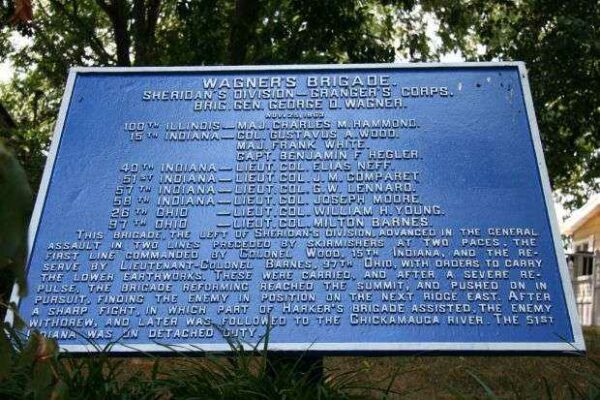 WAGNER'S BRIGADE.
SHERIDAN'S DIVISION — GRANGER'S CORPS.
BRIG. GEN. GEORGE D. WAGNER.
NOV. 25, 1863
100TH ILLINOIS — MAJ. CHARLES M. HAMMOND.
15TH INDIANA — COL. GUSTAVUS A. WOOD.
MAJ. FRANK WHITE.
CAPT. BENJAMIN F. HEGLER.
40TH INDIANA — LIEUT. COL. ELIAS NEFF.
51ST INDIANA — LIEUT. COL. J. M. COMPARET
57TH INDIANA — LIEUT. COL. G.W. LENNARD.
58TH INDIANA — LIEUT. COL. JOSEPH MOORE.
26TH OHIO — LIEUT. COL. WILLIAM H. YOUNG.
97TH OHIO — LIEUT. COL. MILTON BARNES.
THIS BRIGADE, THE LEFT OF SHERIDAN'S DIVISION, ADVANCED IN THE GENERAL
ASSAULT IN TWO LINES PRECEDED BY SKIRMISHERS AT TWO PACES, THE
FIRST LINE COMMANDED BY COLONEL WOOD, 15TH INDIANA, AND THE RE-
SERVE BY LIEUTENANT-COLONEL BARNES, 97TH OHIO, WITH ORDERS TO CARRY
THE LOWER EARTHWORKS. THESE WERE CARRIED, AND AFTER A SEVERE RE-
PULSE, THE BRIGADE REFORMING REACHED THE SUMMIT, AND PUSHED ON IN
PURSUIT, FINDING THE ENEMY IN POSITION ON THE NEXT RIDGE EAST. AFTER
A SHARP FIGHT, IN WHICH PART OF HARKER'S BRIGADE ASSISTED, THE ENEMY
WITHDREW, AND LATER WAS FOLLOWED TO THE CHICKAMAUGA RIVER. THE 51ST
INDIANA WAS ON DETACHED DUTY.